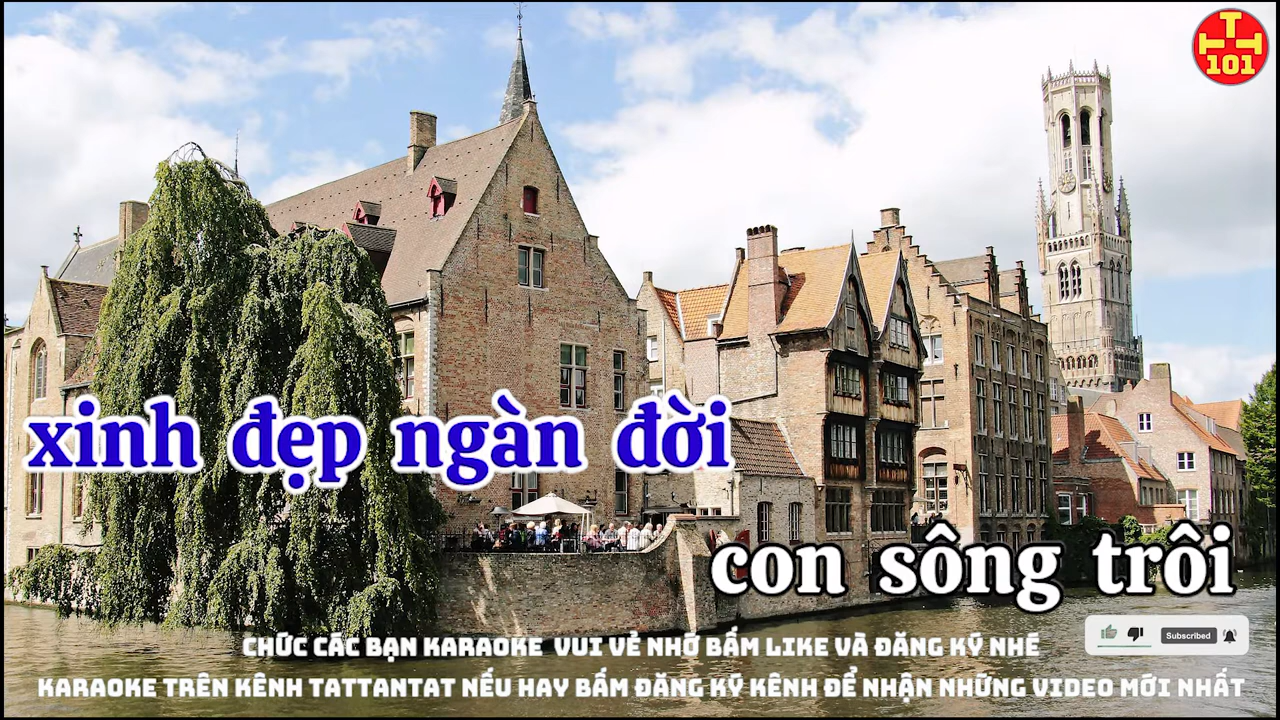 T
TH
101
xinh đẹp ngàn đời
con sông trôi
CHÚC CÁC BẠN KARAOKE VUI VẺ NHỚ BẤM LIKE VÀ ĐĂNG KÝ NHÉ
Subscribed
KARAOKE TRÊN KÊNH TATTANTAT NẾU HAY BẤM ĐĂNG KÝ KÊNH ĐỂ NHẬN NHỮNG VIDEO MỚI NHẤT